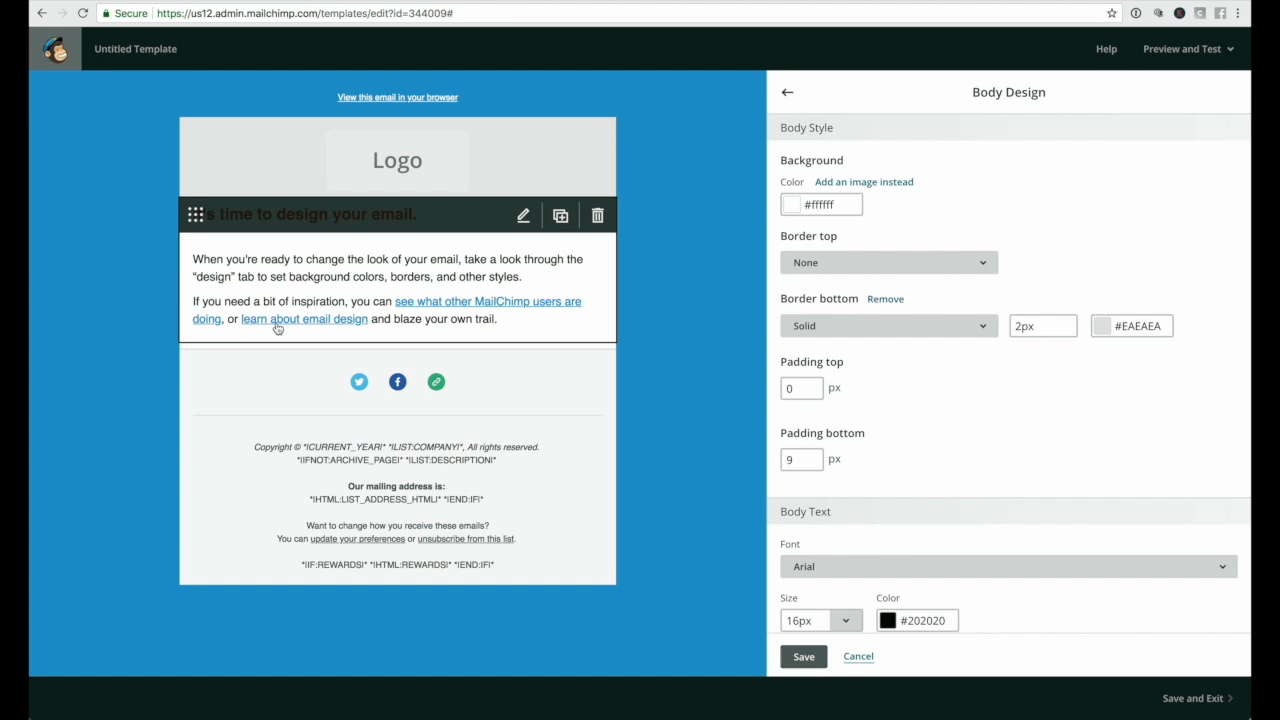 Secure https://us12.admin.mailchimp.com/templates/edit?id=344009#
Untitled Template
Help
Preview and Test
View this email in your browser
Logo
s time to design your email.
When you're ready to change the look of your email, take a look through the
“design” tab to set background colors, borders, and other styles.
If you need a bit of inspiration, you can see what other MailChimp users are
doing, or learn about email design and blaze your own trail.
Copyright © *|CURRENT_YEAR|* *|LIST:COMPANY|*, All rights reserved.
*|IFNOT:ARCHIVE_PAGE|* *|LIST:DESCRIPTION|*
Our mailing address is:
*|HTML:LIST_ADDRESS_HTML|* *|END:IF|*
Want to change how you receive these emails?
You can update your preferences or unsubscribe from this list.
*|IF:REWARDS|* *|HTML:REWARDS|* *|END:IF|*
Body Design
Body Style
Background
Color Add an image instead
#ffffff
Border top
None
Border bottom Remove
Solid 2px #EAEAEA
Padding top
0 px
Padding bottom
9 px
Body Text
Font
Arial
Size Color
16px #202020
Save Cancel
Save and Exit